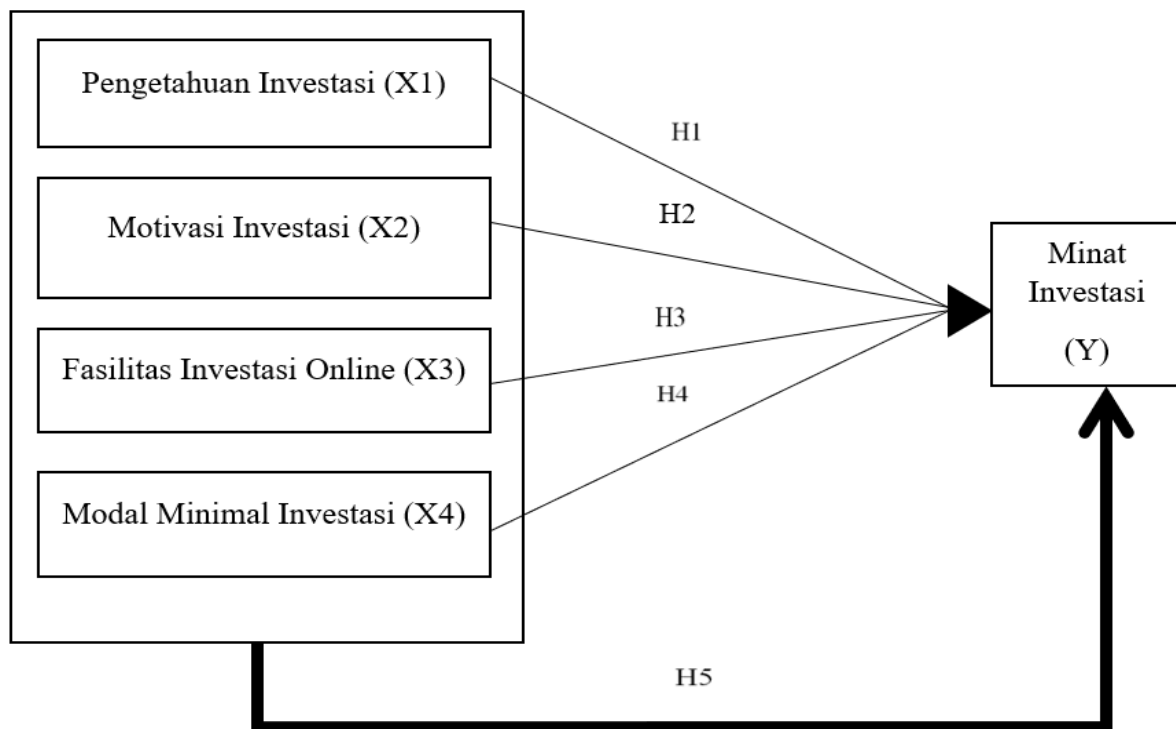 Pengetahuan Investasi (X1)
H1
Motivasi Investasi (X2)
H2
Fasilitas Investasi Online (X3)
H3
Modal Minimal Investasi (X4)
H4
Minat
Investasi
(Y)
H5